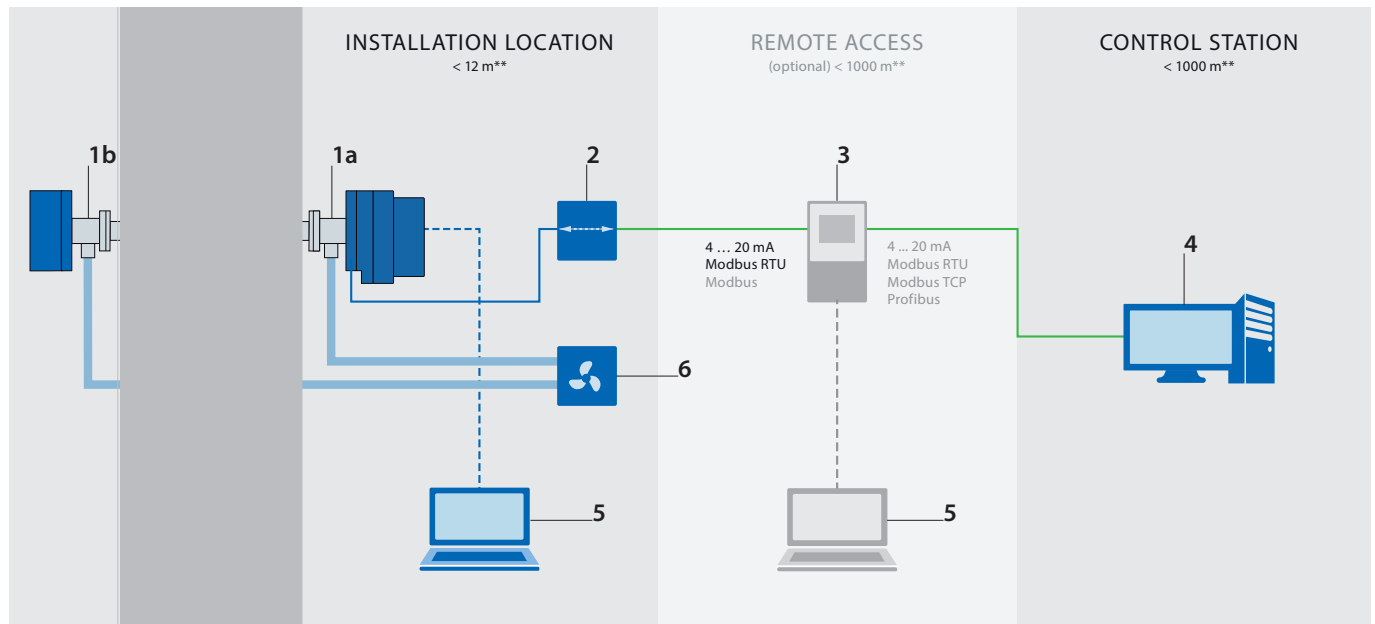 INSTALLATION LOCATION
< 12 m**
REMOTE ACCESS
(optional) < 1000 m**
CONTROL STATION
< 1000 m**
1b
1a
2
3
4 … 20 mA
Modbus RTU
Modbus
4 ... 20 mA
Modbus RTU
Modbus TCP
Profibus
4
6
5
5